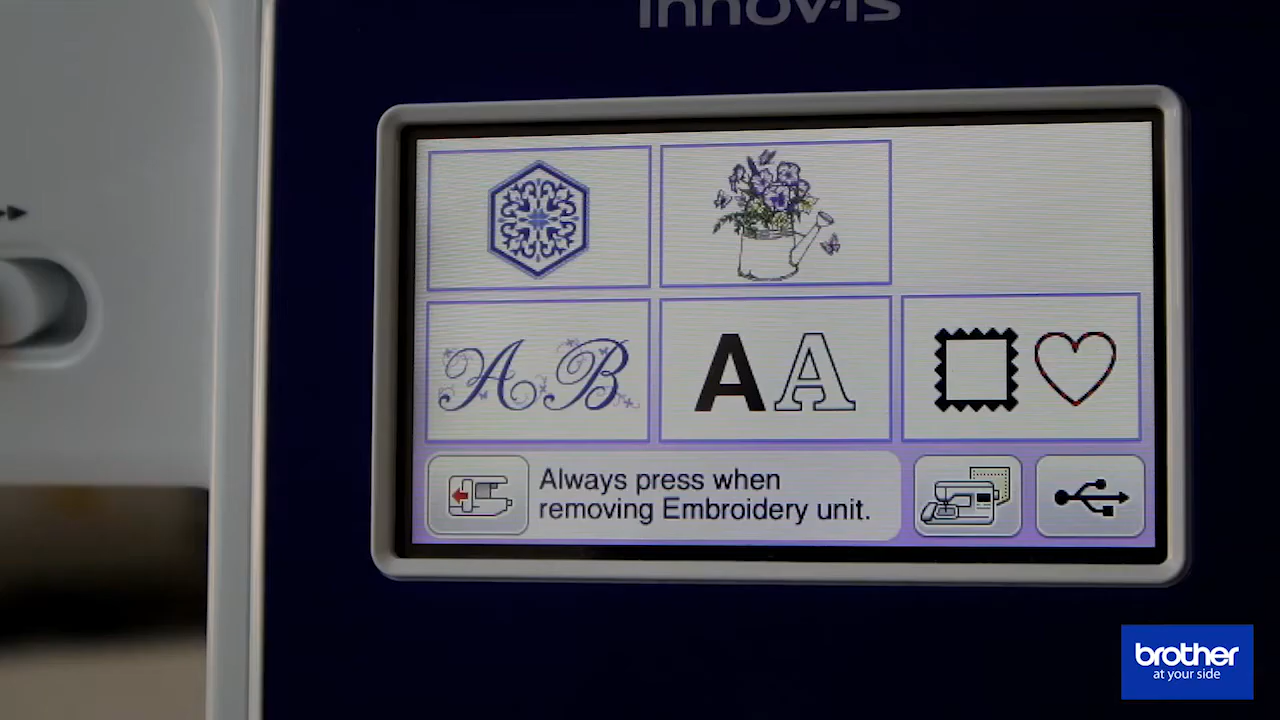 innov-is
A B
A A
Always press when
removing Embroidery unit.
brother
at your side